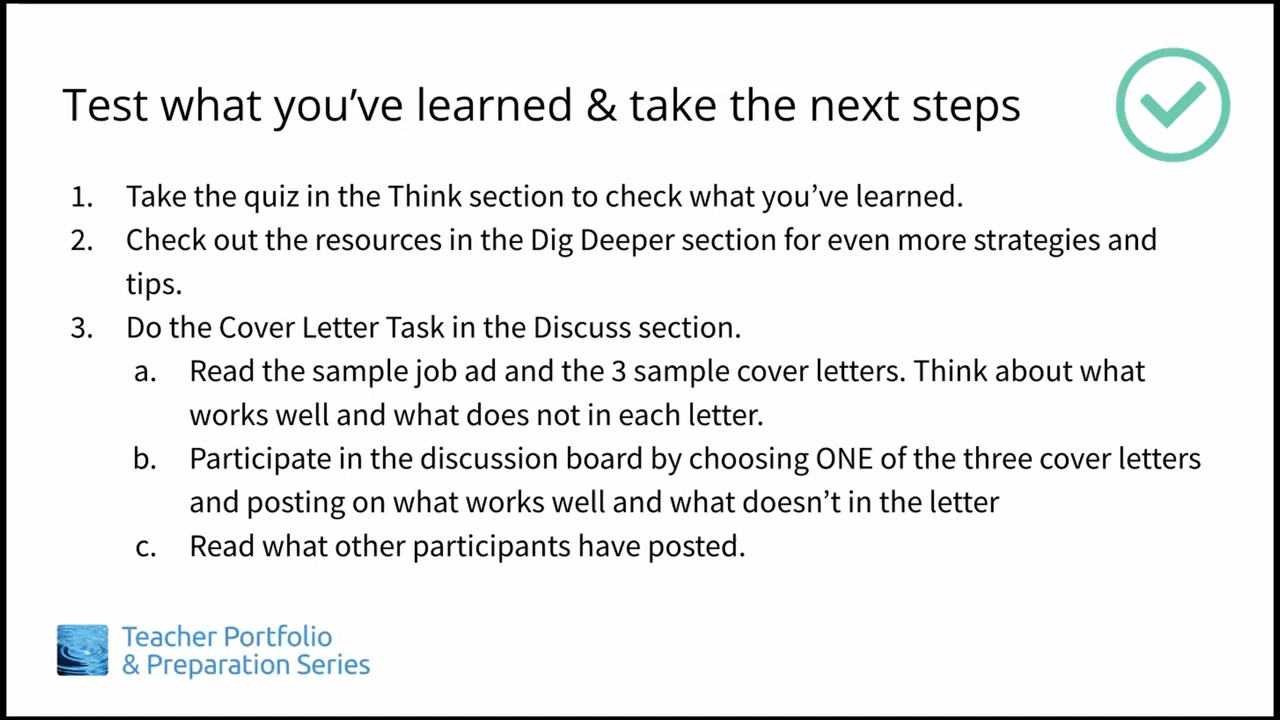 Test what you’ve learned & take the next steps
1. Take the quiz in the Think section to check what you’ve learned.
2. Check out the resources in the Dig Deeper section for even more strategies and
tips.
3. Do the Cover Letter Task in the Discuss section.
a. Read the sample job ad and the 3 sample cover letters. Think about what
works well and what does not in each letter.
b. Participate in the discussion board by choosing ONE of the three cover letters
and posting on what works well and what doesn’t in the letter
c. Read what other participants have posted.
Teacher Portfolio
& Preparation Series